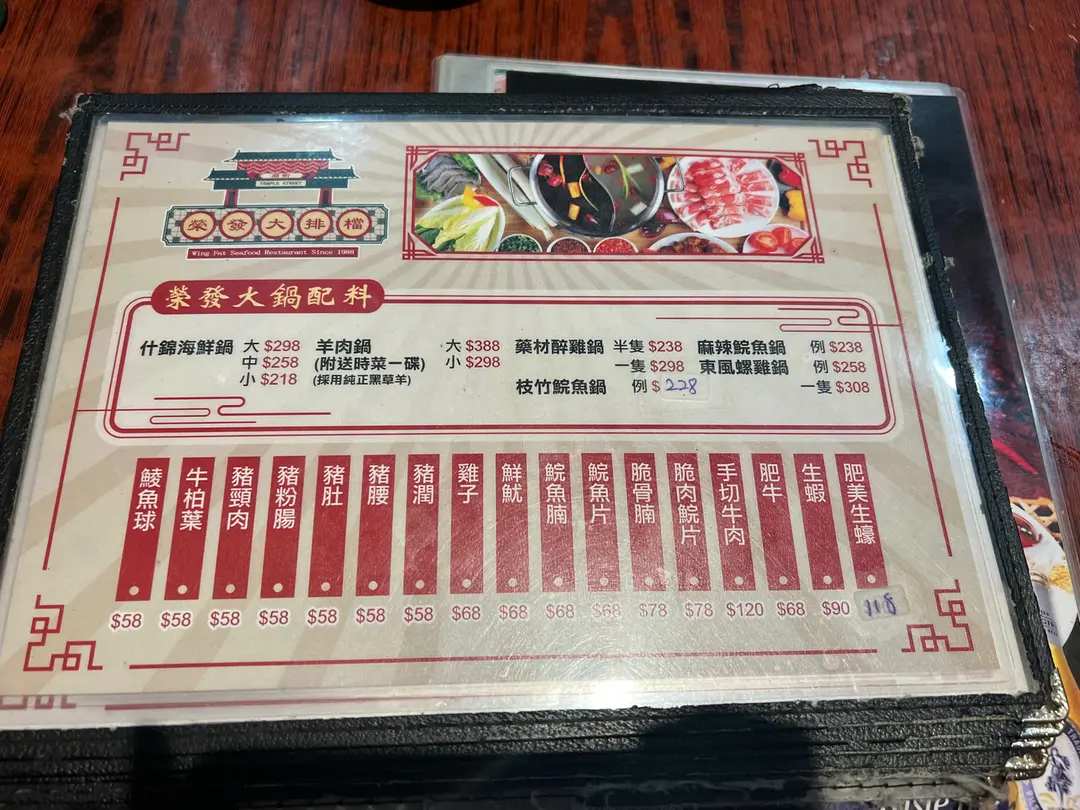 廟街
TEMPLE STREET
榮發大排檔
Wing Fat Seafood Restaurant Since 1988
榮發火鍋配料
什錦海鮮鍋 大 $298
中 $258
小 $218
羊肉鍋 大 $388
(附送時菜一碟) 小 $298
(採用純正黑草羊)
藥材醉雞鍋 半隻 $238
一隻 $298
枝竹鯇魚鍋 例 $ 228
麻辣鯇魚鍋 例 $238
東風螺雞鍋 例 $258
一隻 $308
鯪魚球 $58
牛柏葉 $58
豬頸肉 $58
豬粉腸 $58
豬肚 $58
豬腰 $58
豬潤 $58
雞子 $68
鮮魷 $68
鯇魚腩 $68
鯇魚片 $68
脆骨腩 $78
脆肉鯇片 $78
手切牛肉 $120
肥牛 $68
生蝦 $90
肥美生蠔 118